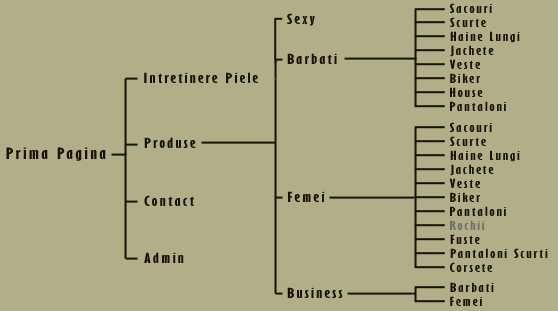 Prima Pagina
Intretinere Piele
Produse
Contact
Admin
Sexy
Barbati
Femei
Business
Sacouri
Scurte
Haine Lungi
Jachete
Veste
Biker
House
Pantaloni
Sacouri
Scurte
Haine Lungi
Jachete
Veste
Biker
Pantaloni
Rochii
Fuste
Pantaloni Scurti
Corsete
Barbati
Femei